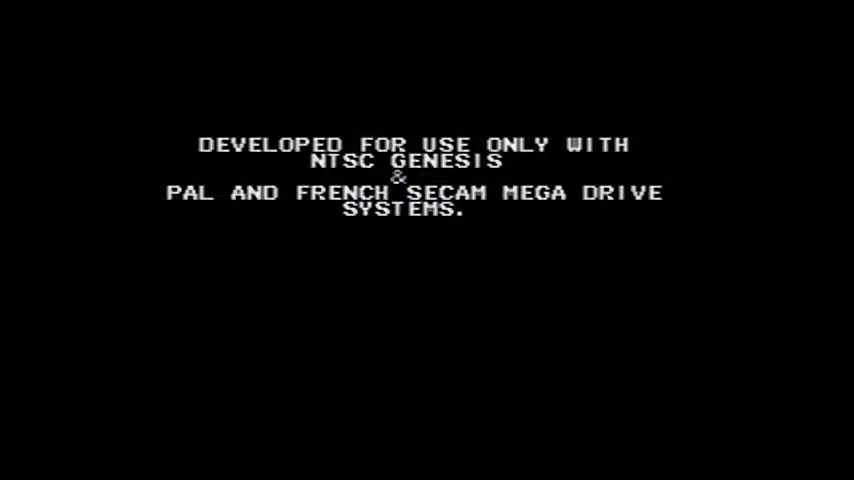 DEVELOPED FOR USE ONLY WITH
NTSC GENESIS
&
PAL AND FRENCH SECAM MEGA DRIVE
SYSTEMS.